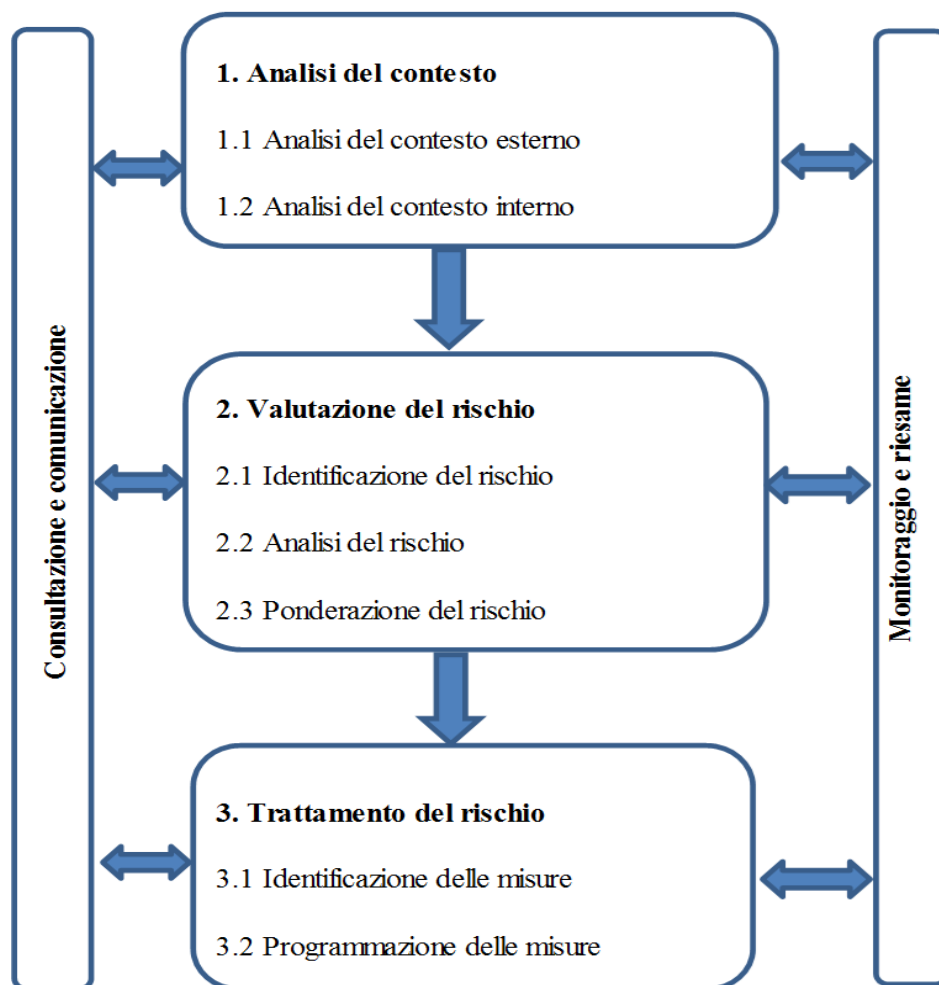 Consultazione e comunicazione
1. Analisi del contesto
1.1 Analisi del contesto esterno
1.2 Analisi del contesto interno
2. Valutazione del rischio
2.1 Identificazione del rischio
2.2 Analisi del rischio
2.3 Ponderazione del rischio
3. Trattamento del rischio
3.1 Identificazione delle misure
3.2 Programmazione delle misure
Monitoraggio e riesame